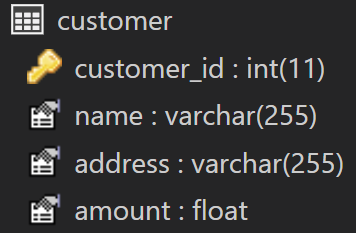 customer
customer_id : int(11)
name : varchar(255)
address : varchar(255)
amount : float